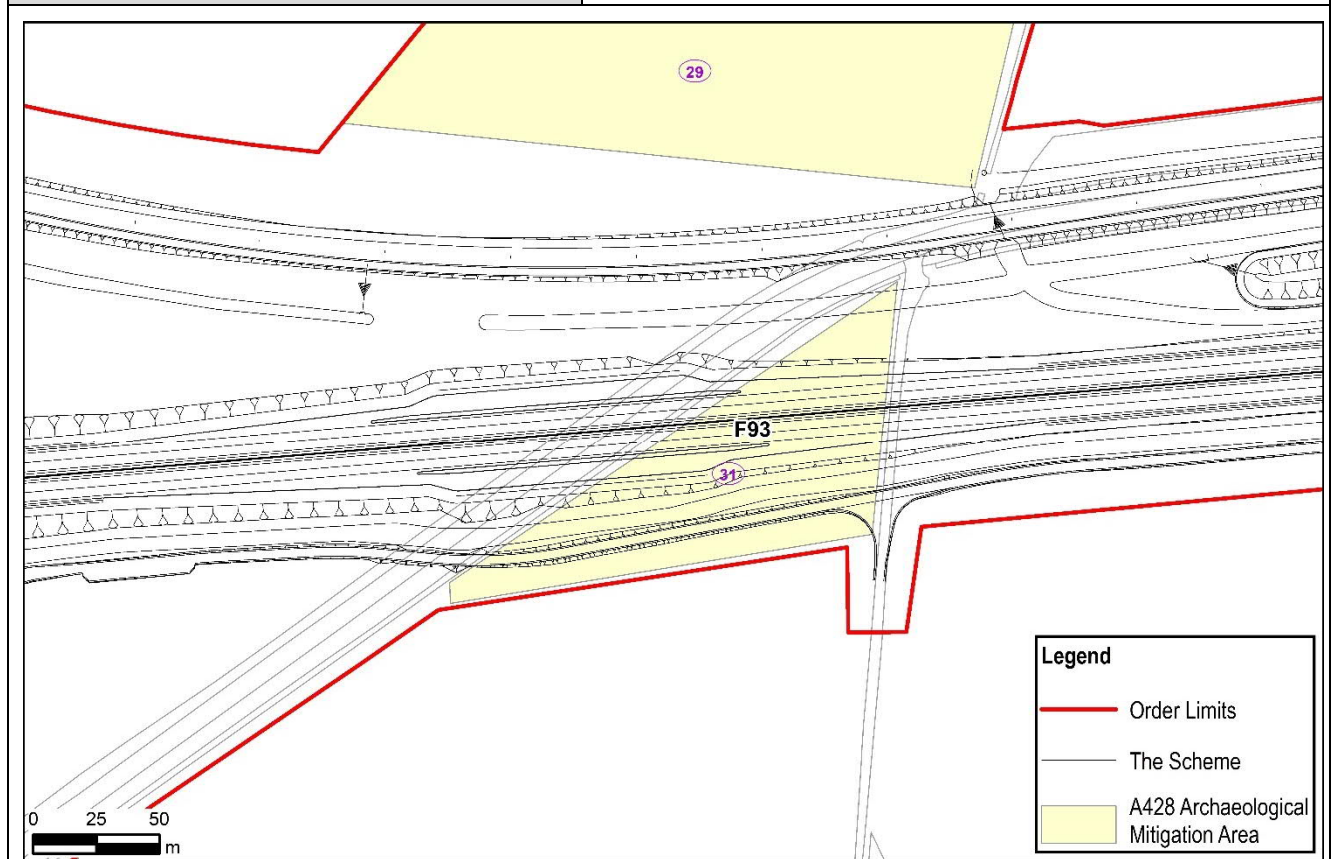 29
F93
31
Legend
Order Limits
The Scheme
A428 Archaeological
Mitigation Area
0 25 50
m